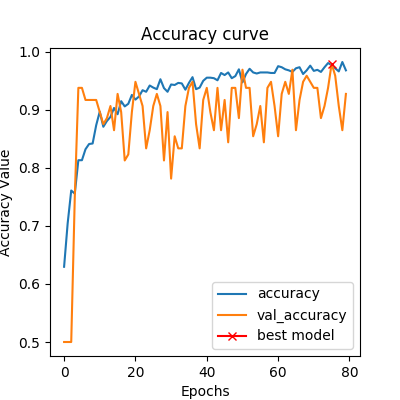 Accuracy curve
Accuracy Value
1.0
0.9
0.8
0.7
0.6
0.5
accuracy
val_accuracy
best model
0 20 40 60 80
Epochs